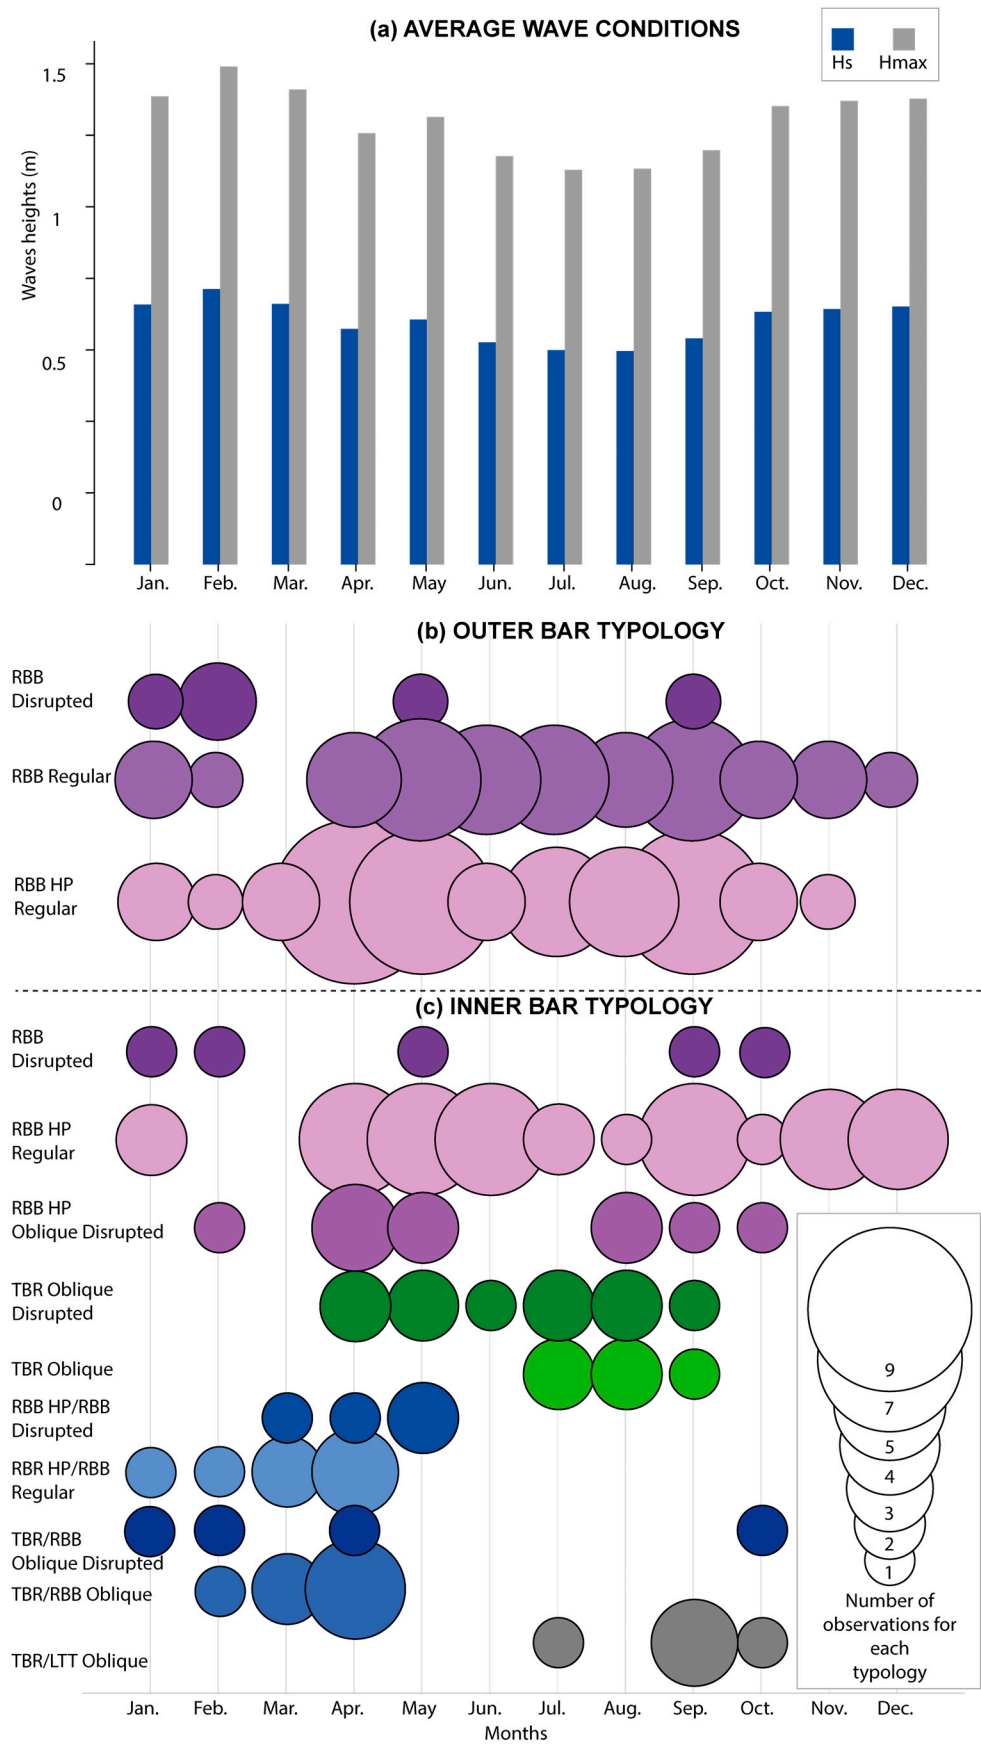 (a) AVERAGE WAVE CONDITIONS
Hs
Hmax
Waves heights (m)
1.5
1
0.5
0
Jan.
Feb.
Mar.
Apr.
May
Jun.
Jul.
Aug.
Sep.
Oct.
Nov.
Dec.
(b) OUTER BAR TYPOLOGY
RBB
Disrupted
RBB Regular
RBB HP
Regular
(c) INNER BAR TYPOLOGY
RBB
Disrupted
RBB HP
Regular
RBB HP
Oblique Disrupted
TBR Oblique
Disrupted
TBR Oblique
RBB HP/RBB
Disrupted
RBR HP/RBB
Regular
TBR/RBB
Oblique Disrupted
TBR/RBB Oblique
TBR/LTT Oblique
9
7
5
4
3
2
1
Number of
observations for
each
typology
Jan.
Feb.
Mar.
Apr.
May
Jun.
Jul.
Aug.
Sep.
Oct.
Nov.
Dec.
Months